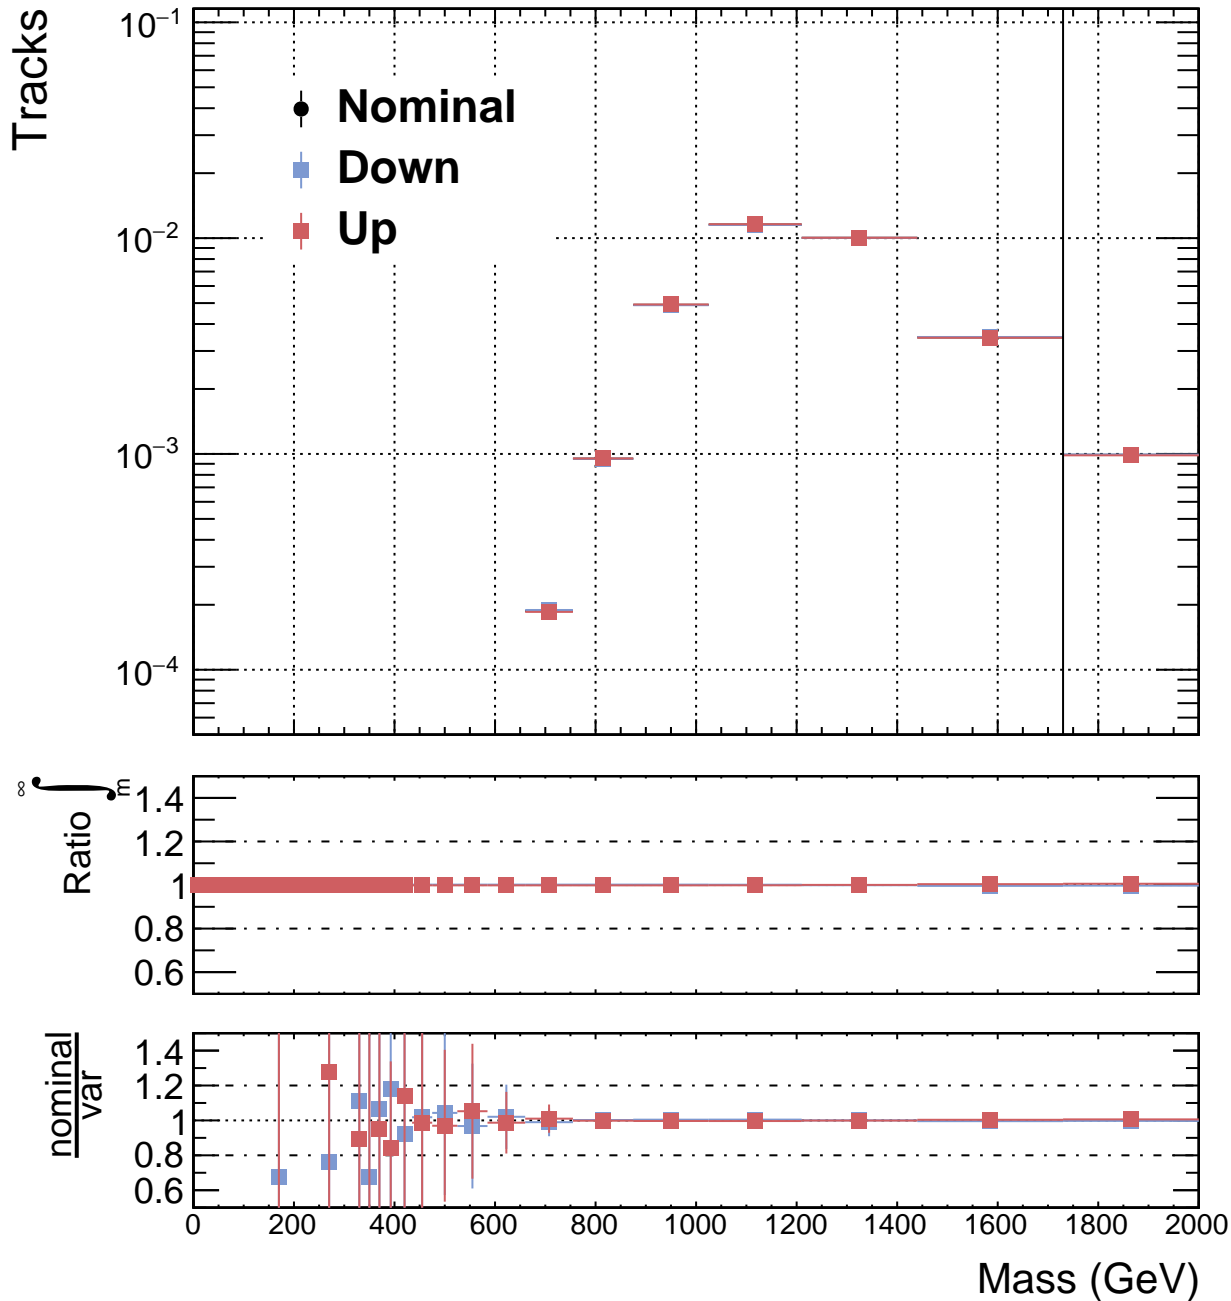 Tracks
10⁻¹
Nominal
Down
Up
10⁻²
10⁻³
10⁻⁴
Ratio ∫m∞
1.4
1.2
1
0.8
0.6
nominal
var
1.4
1.2
1
0.8
0.6
0 200 400 600 800 1000 1200 1400 1600 1800 2000
Mass (GeV)